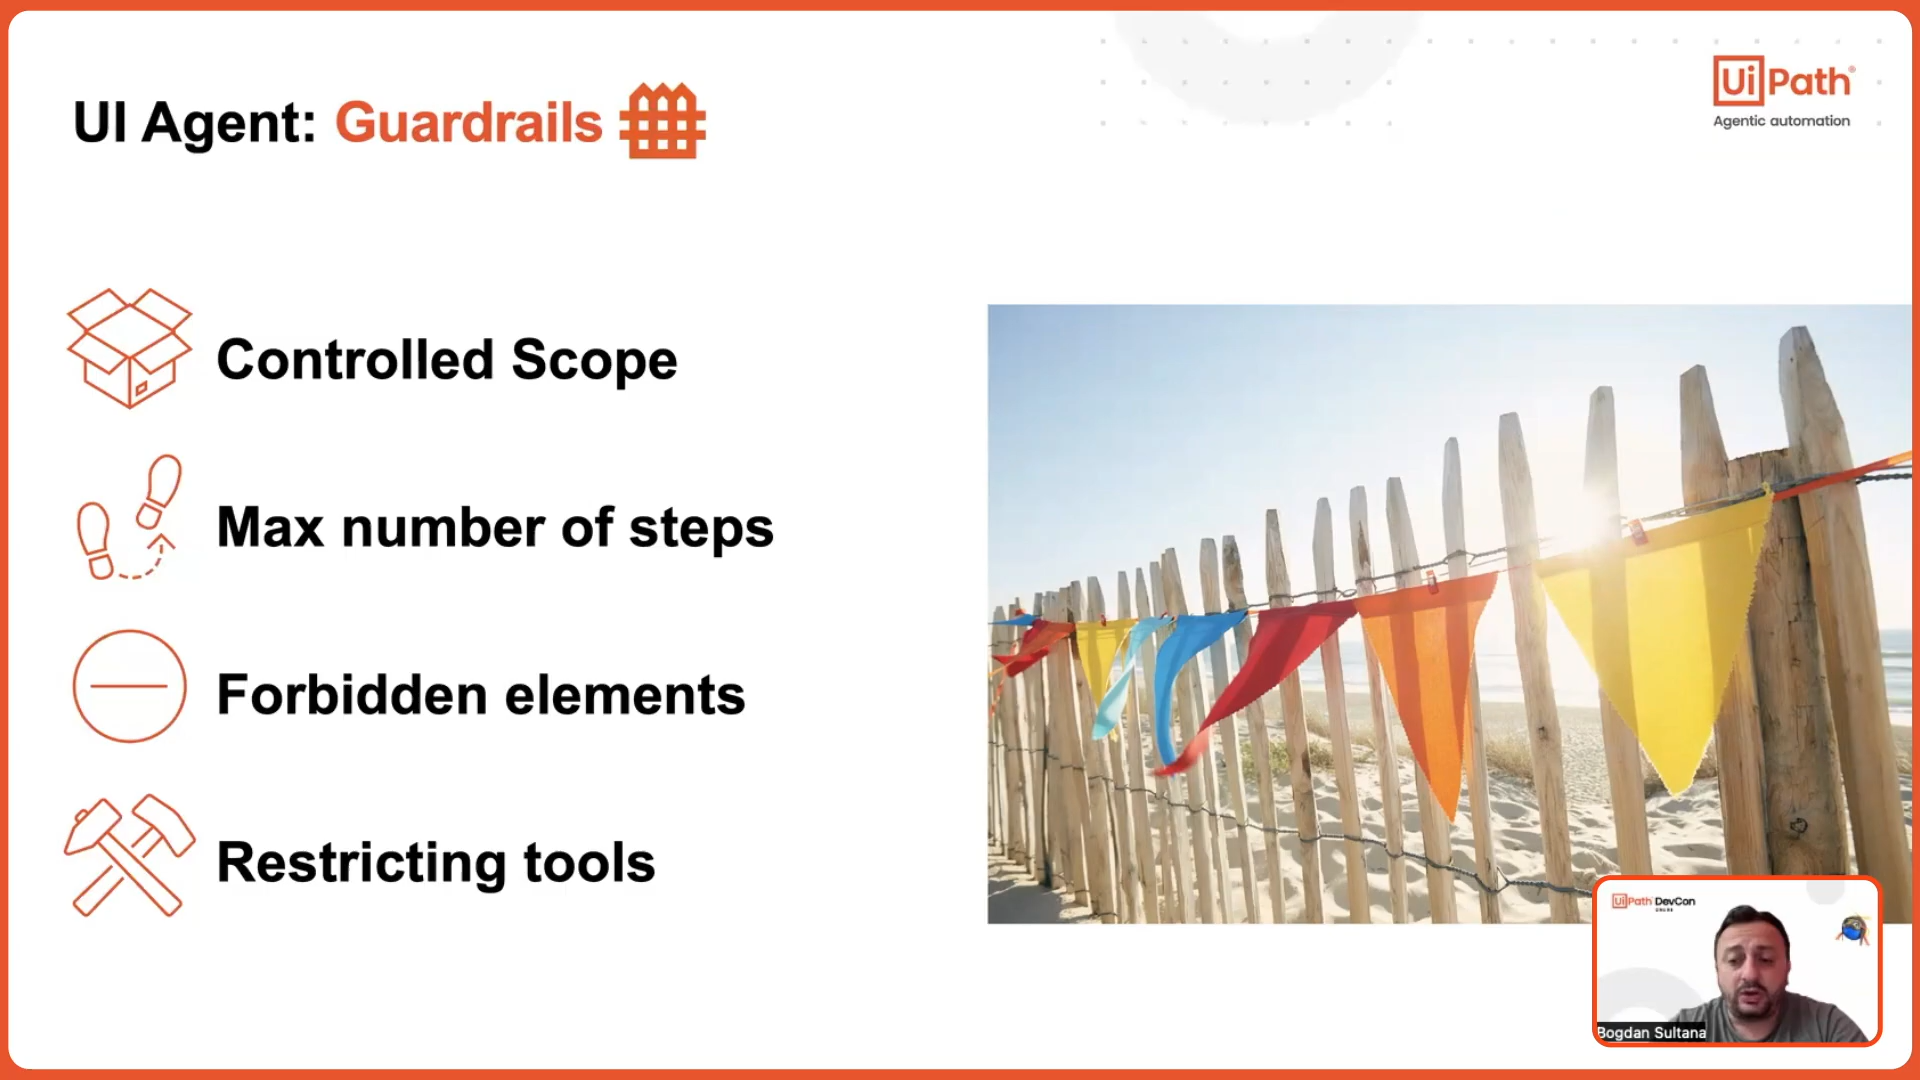 UI Agent: Guardrails
UiPath®
Agentic automation
Controlled Scope
Max number of steps
Forbidden elements
Restricting tools
UiPath DevCon
Bogdan Sultana